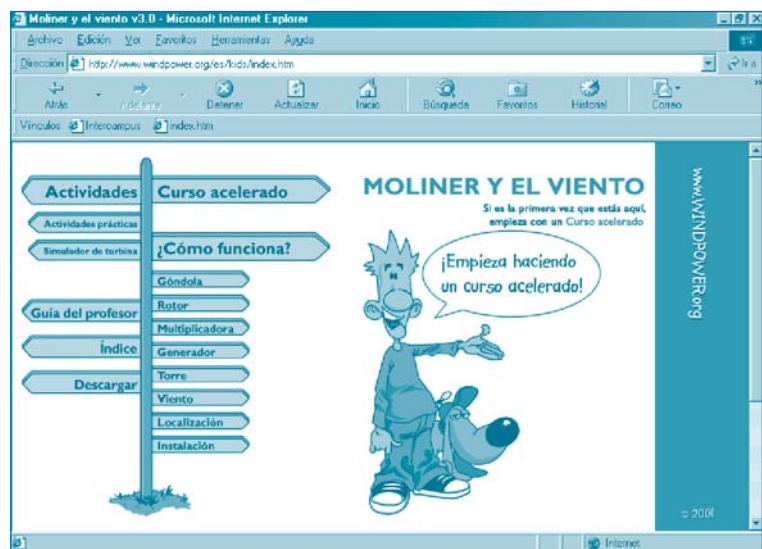 Moliner y el viento v3.0 - Microsoft Internet Explorer
Archivo Edición Ver Favoritos Herramientas Ayuda
Dirección http://www.windpower.org/es/kids/index.htm Ir a
Atrás Adelante Detener Actualizar Inicio Búsqueda Favoritos Historial Correo
Vínculos Intercampus index.htm
Actividades
Actividades prácticas
Simulador de turbina
Guía del profesor
Índice
Descargar
Curso acelerado
¿Cómo funciona?
Góndola
Rotor
Multiplicadora
Generador
Torre
Viento
Localización
Instalación
MOLINER Y EL VIENTO
Si es la primera vez que estás aquí,
empieza con un Curso acelerado
¡Empieza haciendo
un curso acelerado!
www.WINDPOWER.org
© 2001
Internet